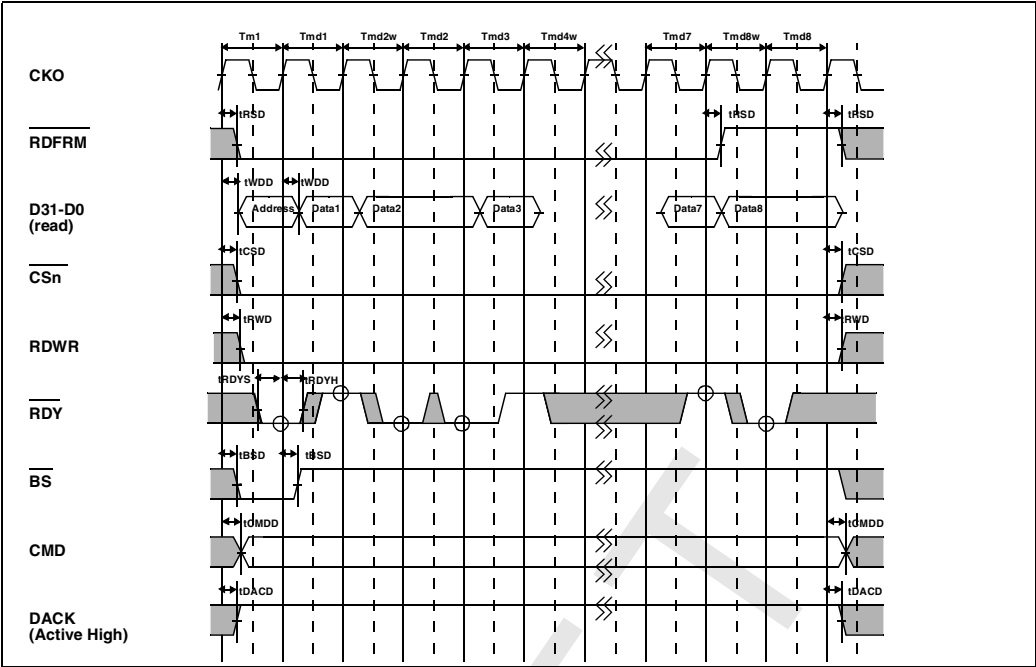 Tm1 Tmd1 Tmd2w Tmd2 Tmd3 Tmd4w Tmd7 Tmd8w Tmd8
CKO
tRSD tRSD tRSD
RDFRM
tWDD tWDD
D31-D0
(read)
Address Data1 Data2 Data3 Data7 Data8
tCSD tCSD
CSn
tRWD tRWD
RDWR
tRDYS tRDYH
RDY
tBSD tBSD
BS
tCMDD tCMDD
CMD
tDACD tDACD
DACK
(Active High)